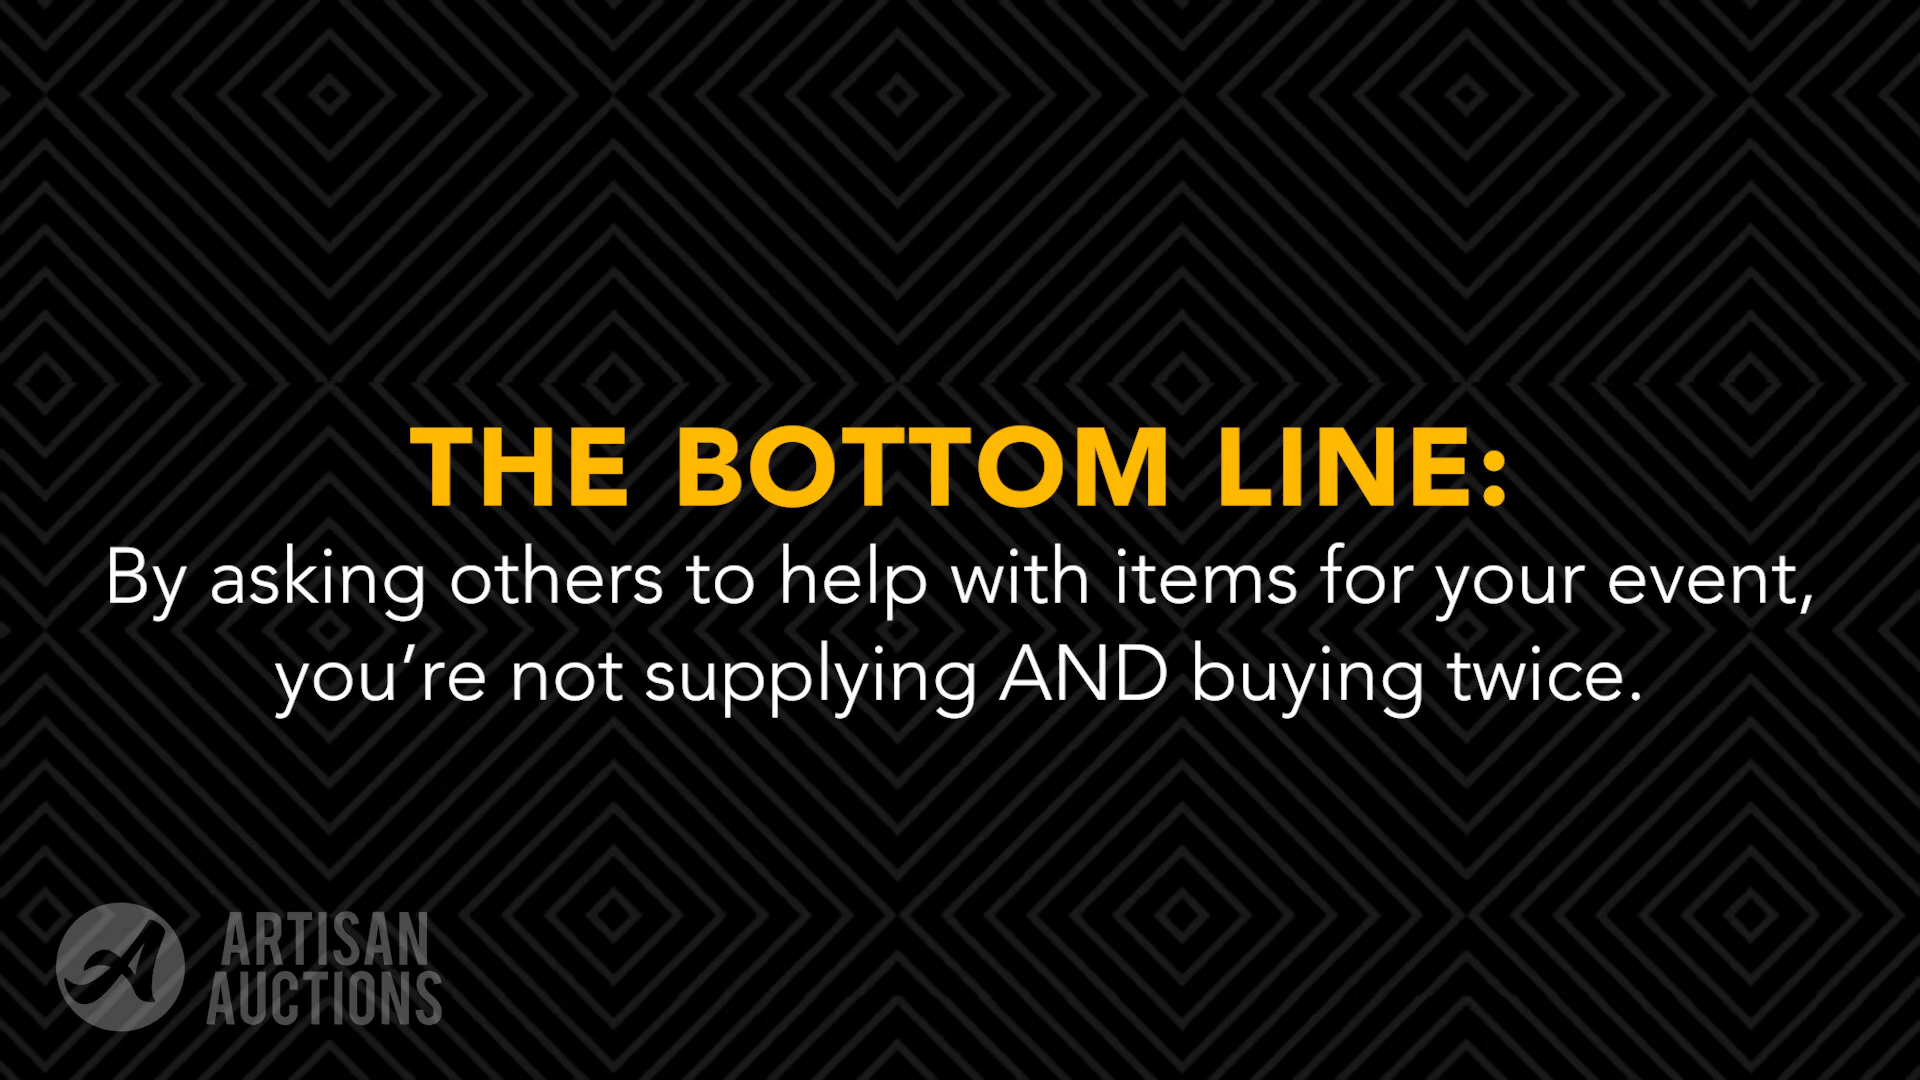 THE BOTTOM LINE:
By asking others to help with items for your event,
you’re not supplying AND buying twice.
A ARTISAN
AUCTIONS